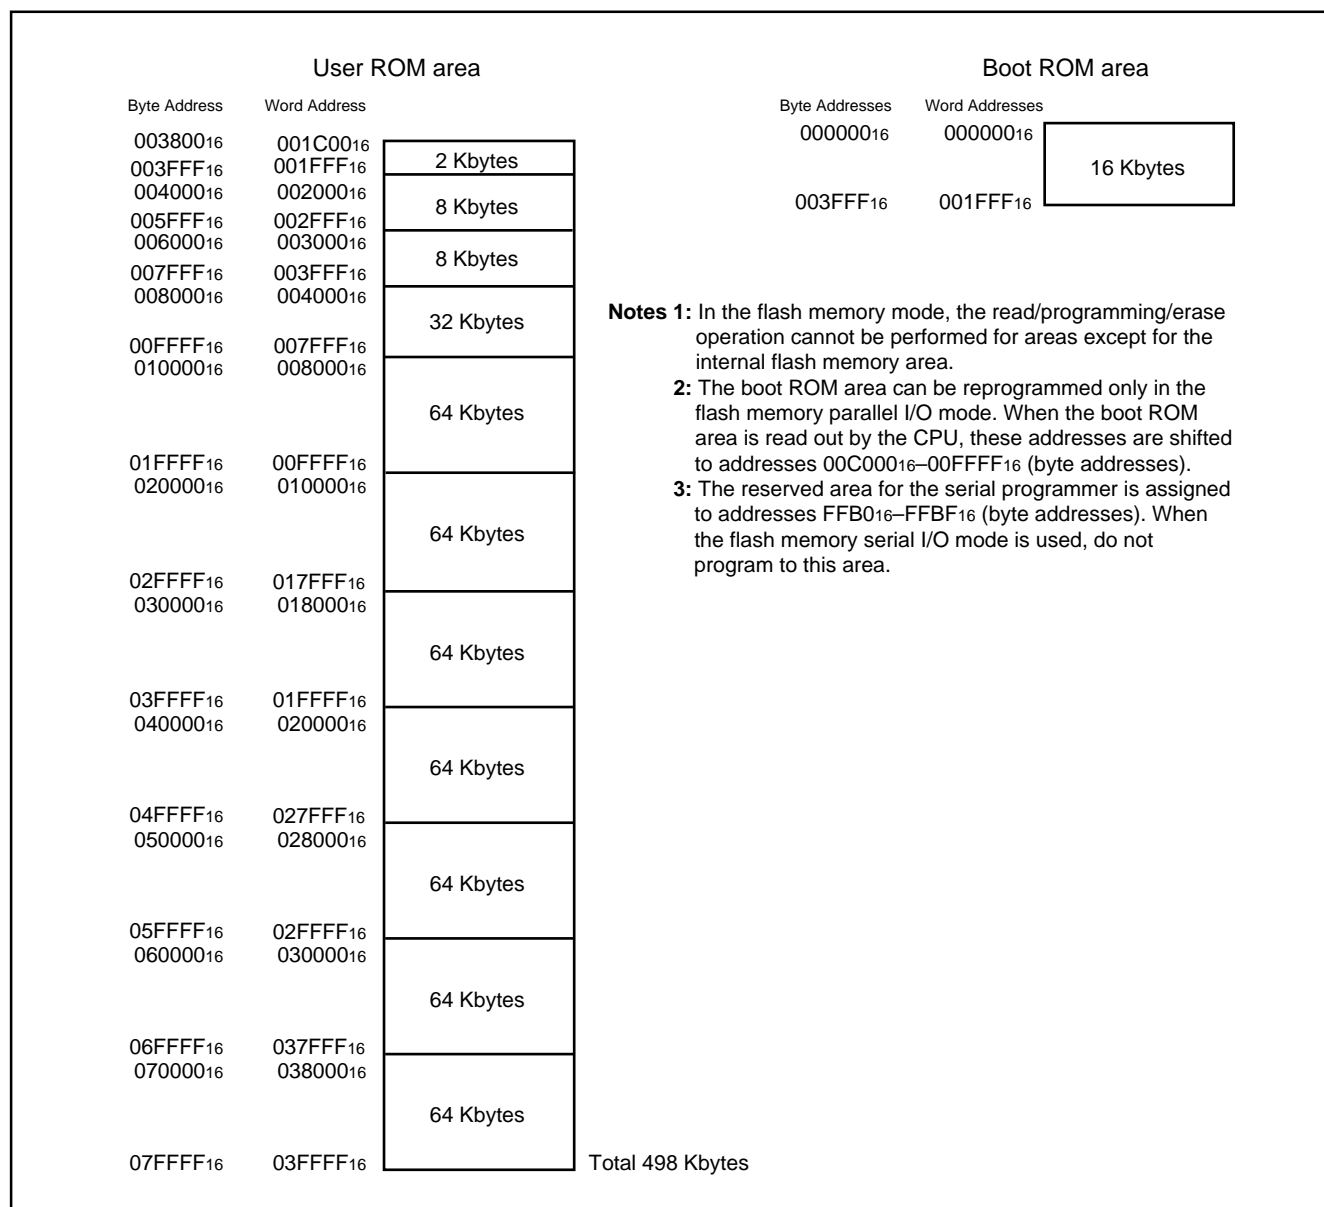 User ROM area
Byte Address Word Address
003800₁₆ 001C00₁₆
2 Kbytes
003FFF₁₆ 001FFF₁₆
004000₁₆ 002000₁₆
8 Kbytes
005FFF₁₆ 002FFF₁₆
006000₁₆ 003000₁₆
8 Kbytes
007FFF₁₆ 003FFF₁₆
008000₁₆ 004000₁₆
32 Kbytes
00FFFF₁₆ 007FFF₁₆
010000₁₆ 008000₁₆
64 Kbytes
01FFFF₁₆ 00FFFF₁₆
020000₁₆ 010000₁₆
64 Kbytes
02FFFF₁₆ 017FFF₁₆
030000₁₆ 018000₁₆
64 Kbytes
03FFFF₁₆ 01FFFF₁₆
040000₁₆ 020000₁₆
64 Kbytes
04FFFF₁₆ 027FFF₁₆
050000₁₆ 028000₁₆
64 Kbytes
05FFFF₁₆ 02FFFF₁₆
060000₁₆ 030000₁₆
64 Kbytes
06FFFF₁₆ 037FFF₁₆
070000₁₆ 038000₁₆
64 Kbytes
07FFFF₁₆ 03FFFF₁₆
Total 498 Kbytes
Boot ROM area
Byte Addresses Word Addresses
000000₁₆ 000000₁₆
16 Kbytes
003FFF₁₆ 001FFF₁₆
Notes 1: In the flash memory mode, the read/programming/erase
operation cannot be performed for areas except for the
internal flash memory area.
2: The boot ROM area can be reprogrammed only in the
flash memory parallel I/O mode. When the boot ROM
area is read out by the CPU, these addresses are shifted
to addresses 00C000₁₆–00FFFF₁₆ (byte addresses).
3: The reserved area for the serial programmer is assigned
to addresses FFB0₁₆–FFBF₁₆ (byte addresses). When
the flash memory serial I/O mode is used, do not
program to this area.